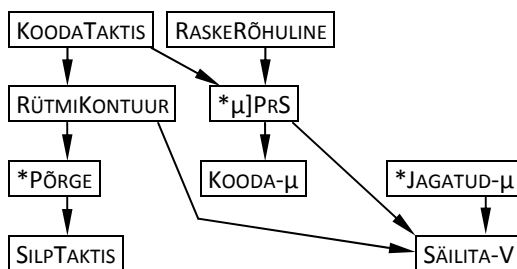 KOODATAKTIS RASKERÕHULINE
RÜTMIKONTUUR *μ]PRS
*PÕRGE KOODA-μ *JAGATUD-μ
SILPTAKTIS SÄILITA-V